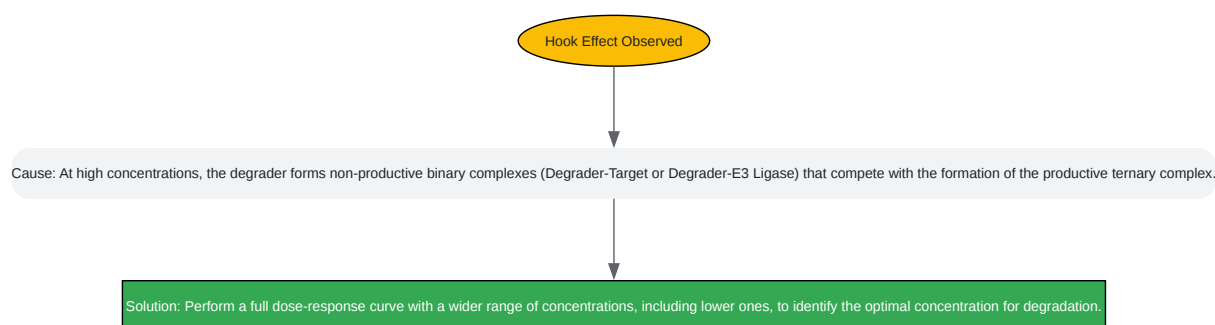 Hook Effect Observed
Cause: At high concentrations, the degrader forms non-productive binary complexes (Degrader-Target or Degrader-E3 Ligase) that compete with the formation of the productive ternary complex.
Solution: Perform a full dose-response curve with a wider range of concentrations, including lower ones, to identify the optimal concentration for degradation.